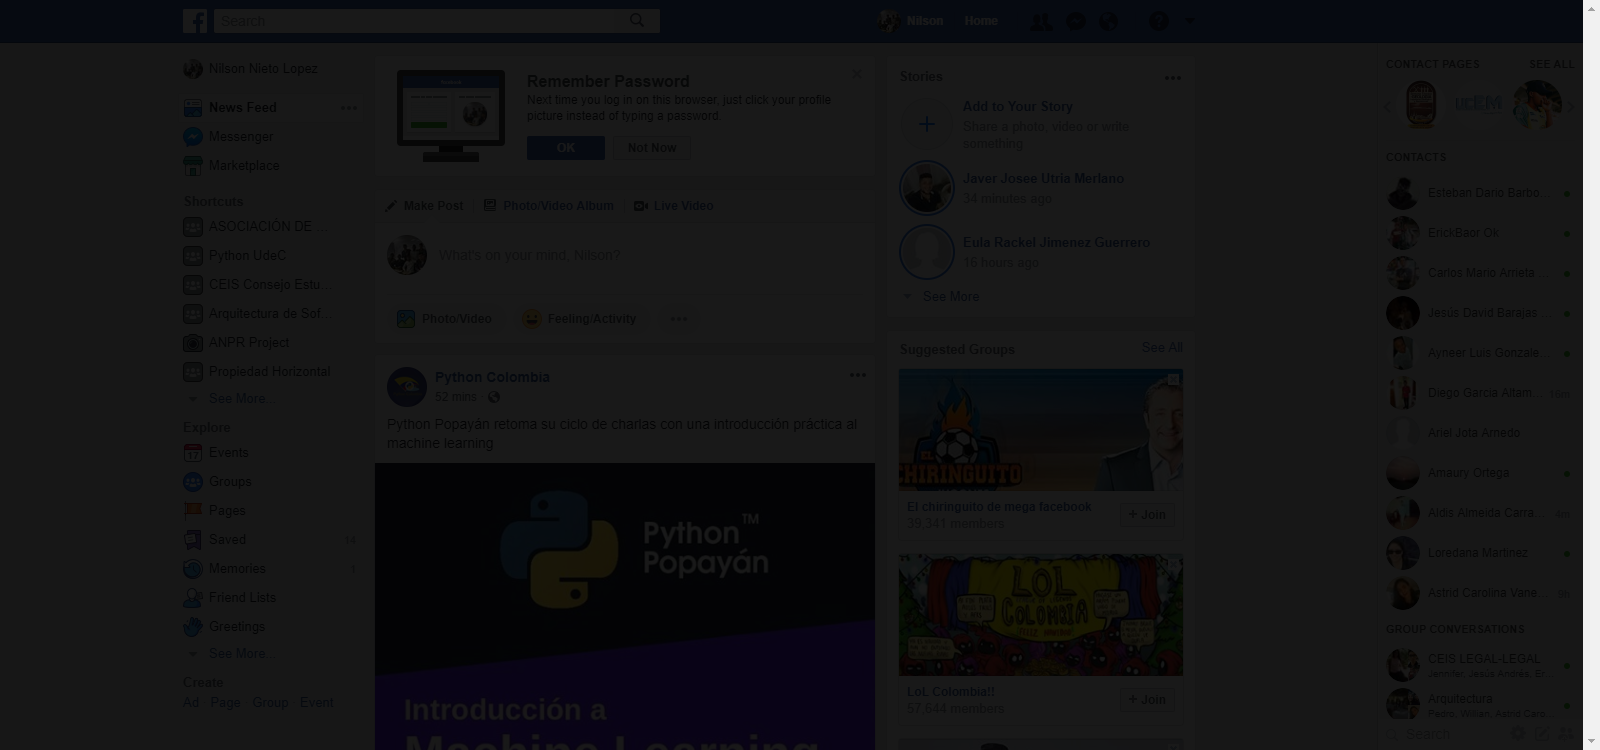 Search
Nilson
Home
Nilson Nieto Lopez
News Feed
Messenger
Marketplace
Shortcuts
ASOCIACIÓN DE ...
Python UdeC
CEIS Consejo Estu...
Arquitectura de Sof...
ANPR Project
Propiedad Horizontal
See More...
Explore
Events
17
Groups
Pages
Saved 14
Memories 1
Friend Lists
Greetings
See More...
Create
Ad Page Group Event
Remember Password
Next time you log in on this browser, just click your profile
picture instead of typing a password.
OK
Not Now
Make Post
Photo/Video Album
Live Video
What's on your mind, Nilson?
Photo/Video
Feeling/Activity
Python Colombia
52 mins
Python Popayán retoma su ciclo de charlas con una introducción práctica al
machine learning
Python™
Popayán
Introducción a
Machine Learning
Stories
Add to Your Story
Share a photo, video or write
something
Javer Josee Utria Merlano
34 minutes ago
Eula Rackel Jimenez Guerrero
16 hours ago
See More
Suggested Groups
See All
EL
CHIRINGUITO
El chiringuito de mega facebook
39,341 members
+ Join
LOL
COLOMBIA
LoL Colombia!!
57,644 members
+ Join
CONTACT PAGES
SEE ALL
UCEM
CONTACTS
Esteban Dario Barbo...
ErickBaor Ok
Carlos Mario Arrieta...
Jesús David Barajas...
Ayneer Luis Gonzale...
Diego Garcia Altam...
Ariel Jota Arnedo
Amaury Ortega
Aldis Almeida Carra...
Loredana Martinez
Astrid Carolina Vane...
GROUP CONVERSATIONS
CEIS LEGAL-LEGAL
Jennifer, Jesús Andrés, Er...
Arquitectura
Pedro, Willian, Astrid Caro...
Search